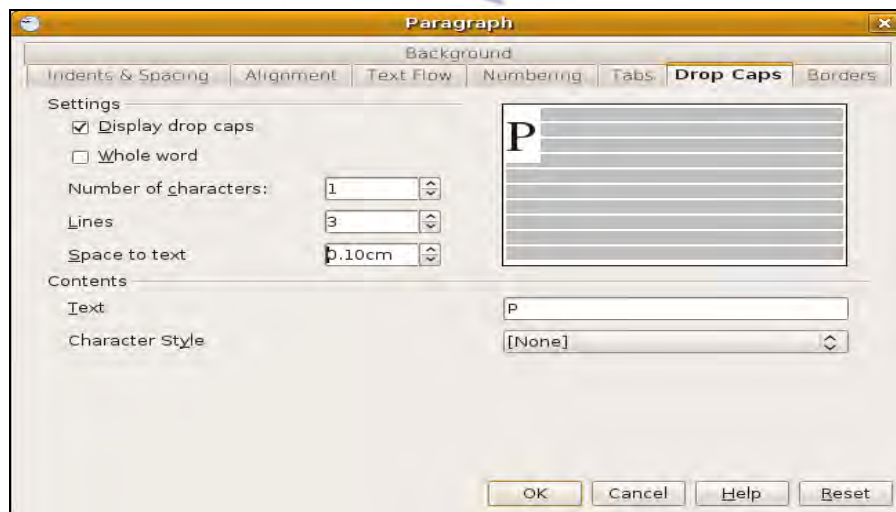 Paragraph
Background
Indents & Spacing Alignment Text Flow Numbering Tabs Drop Caps Borders
Settings
Display drop caps
Whole word
Number of characters: 1
Lines 3
Space to text 0.10cm
P
Contents
Text P
Character Style [None]
OK Cancel Help Reset